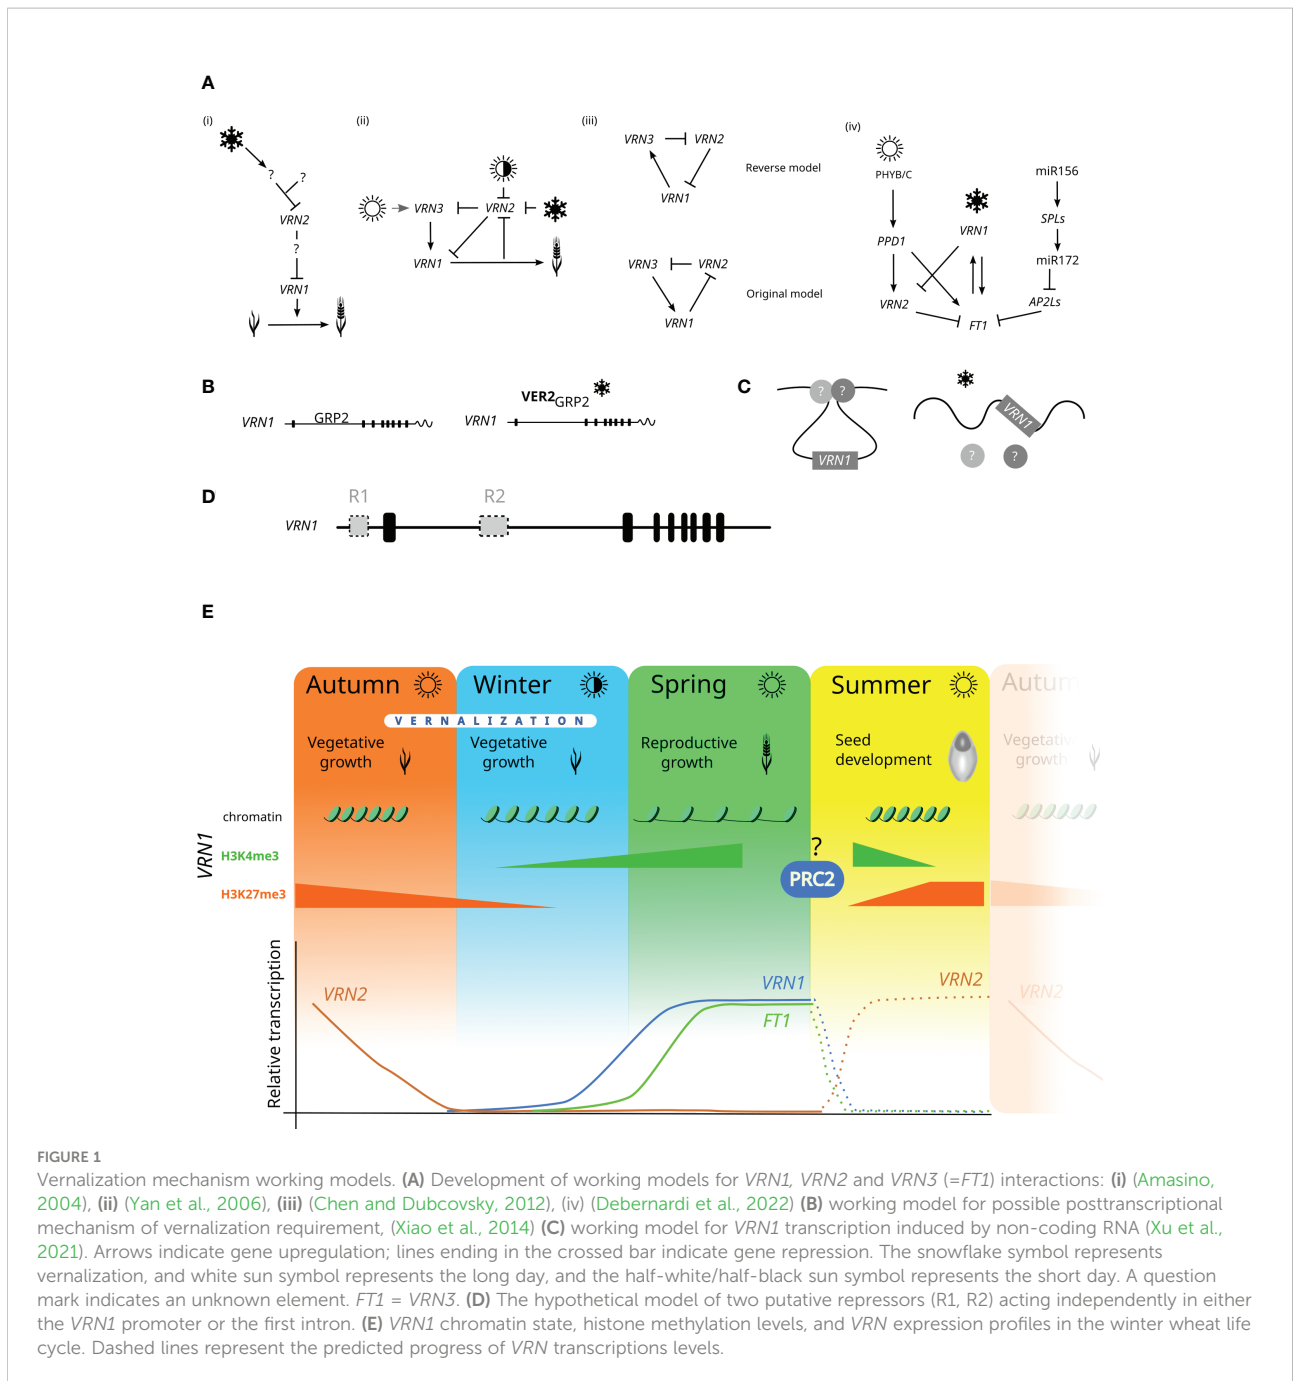 A
(i)
?
?
VRN2
?
VRN1
(ii)
VRN3
VRN2
VRN1
(iii)
VRN3
VRN2
VRN1
Reverse model
VRN3
VRN2
VRN1
Original model
(iv)
PHYB/C
PPD1
VRN2
VRN1
FT1
miR156
SPLs
miR172
AP2Ls
B
VRN1
GRP2
VRN1
VER2GRP2
C
?
?
VRN1
VRN1
?
?
D
VRN1
R1
R2
E
Autumn
Winter
Spring
Summer
Autum
VERNALIZATION
Vegetative
growth
Vegetative
growth
Reproductive
growth
Seed
development
Vegetativ
growth
VRN1
chromatin
H3K4me3
H3K27me3
?
PRC2
Relative transcription
VRN2
VRN1
FT1
VRN2
VRN2
FIGURE 1
Vernalization mechanism working models. (A) Development of working models for VRN1, VRN2 and VRN3 (=FT1) interactions: (i) (Amasino,
2004), (ii) (Yan et al., 2006), (iii) (Chen and Dubcovsky, 2012), (iv) (Debernardi et al., 2022) (B) working model for possible posttranscriptional
mechanism of vernalization requirement, (Xiao et al., 2014) (C) working model for VRN1 transcription induced by non-coding RNA (Xu et al.,
2021). Arrows indicate gene upregulation; lines ending in the crossed bar indicate gene repression. The snowflake symbol represents
vernalization, and white sun symbol represents the long day, and the half-white/half-black sun symbol represents the short day. A question
mark indicates an unknown element. FT1 = VRN3. (D) The hypothetical model of two putative repressors (R1, R2) acting independently in either
the VRN1 promoter or the first intron. (E) VRN1 chromatin state, histone methylation levels, and VRN expression profiles in the winter wheat life
cycle. Dashed lines represent the predicted progress of VRN transcriptions levels.